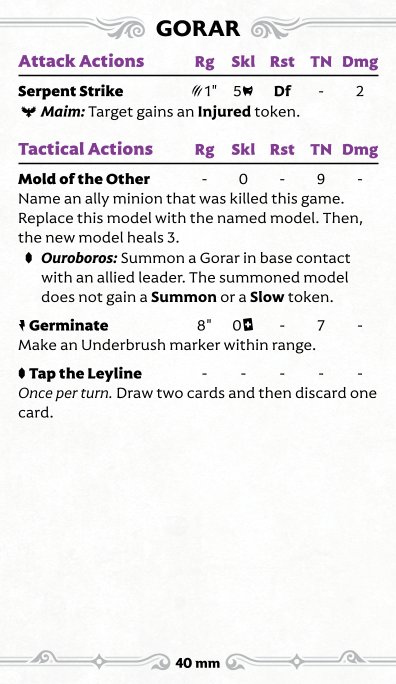 GORAR
Attack Actions Rg Skl Rst TN Dmg
Serpent Strike 1" 5 Df - 2
Maim: Target gains an Injured token.
Tactical Actions Rg Skl Rst TN Dmg
Mold of the Other - 0 - 9 -
Name an ally minion that was killed this game.
Replace this model with the named model. Then,
the new model heals 3.
Ouroboros: Summon a Gorar in base contact
with an allied leader. The summoned model
does not gain a Summon or a Slow token.
Germinate 8" 0 - 7 -
Make an Underbrush marker within range.
Tap the Leyline - - - - -
Once per turn. Draw two cards and then discard one
card.
40 mm